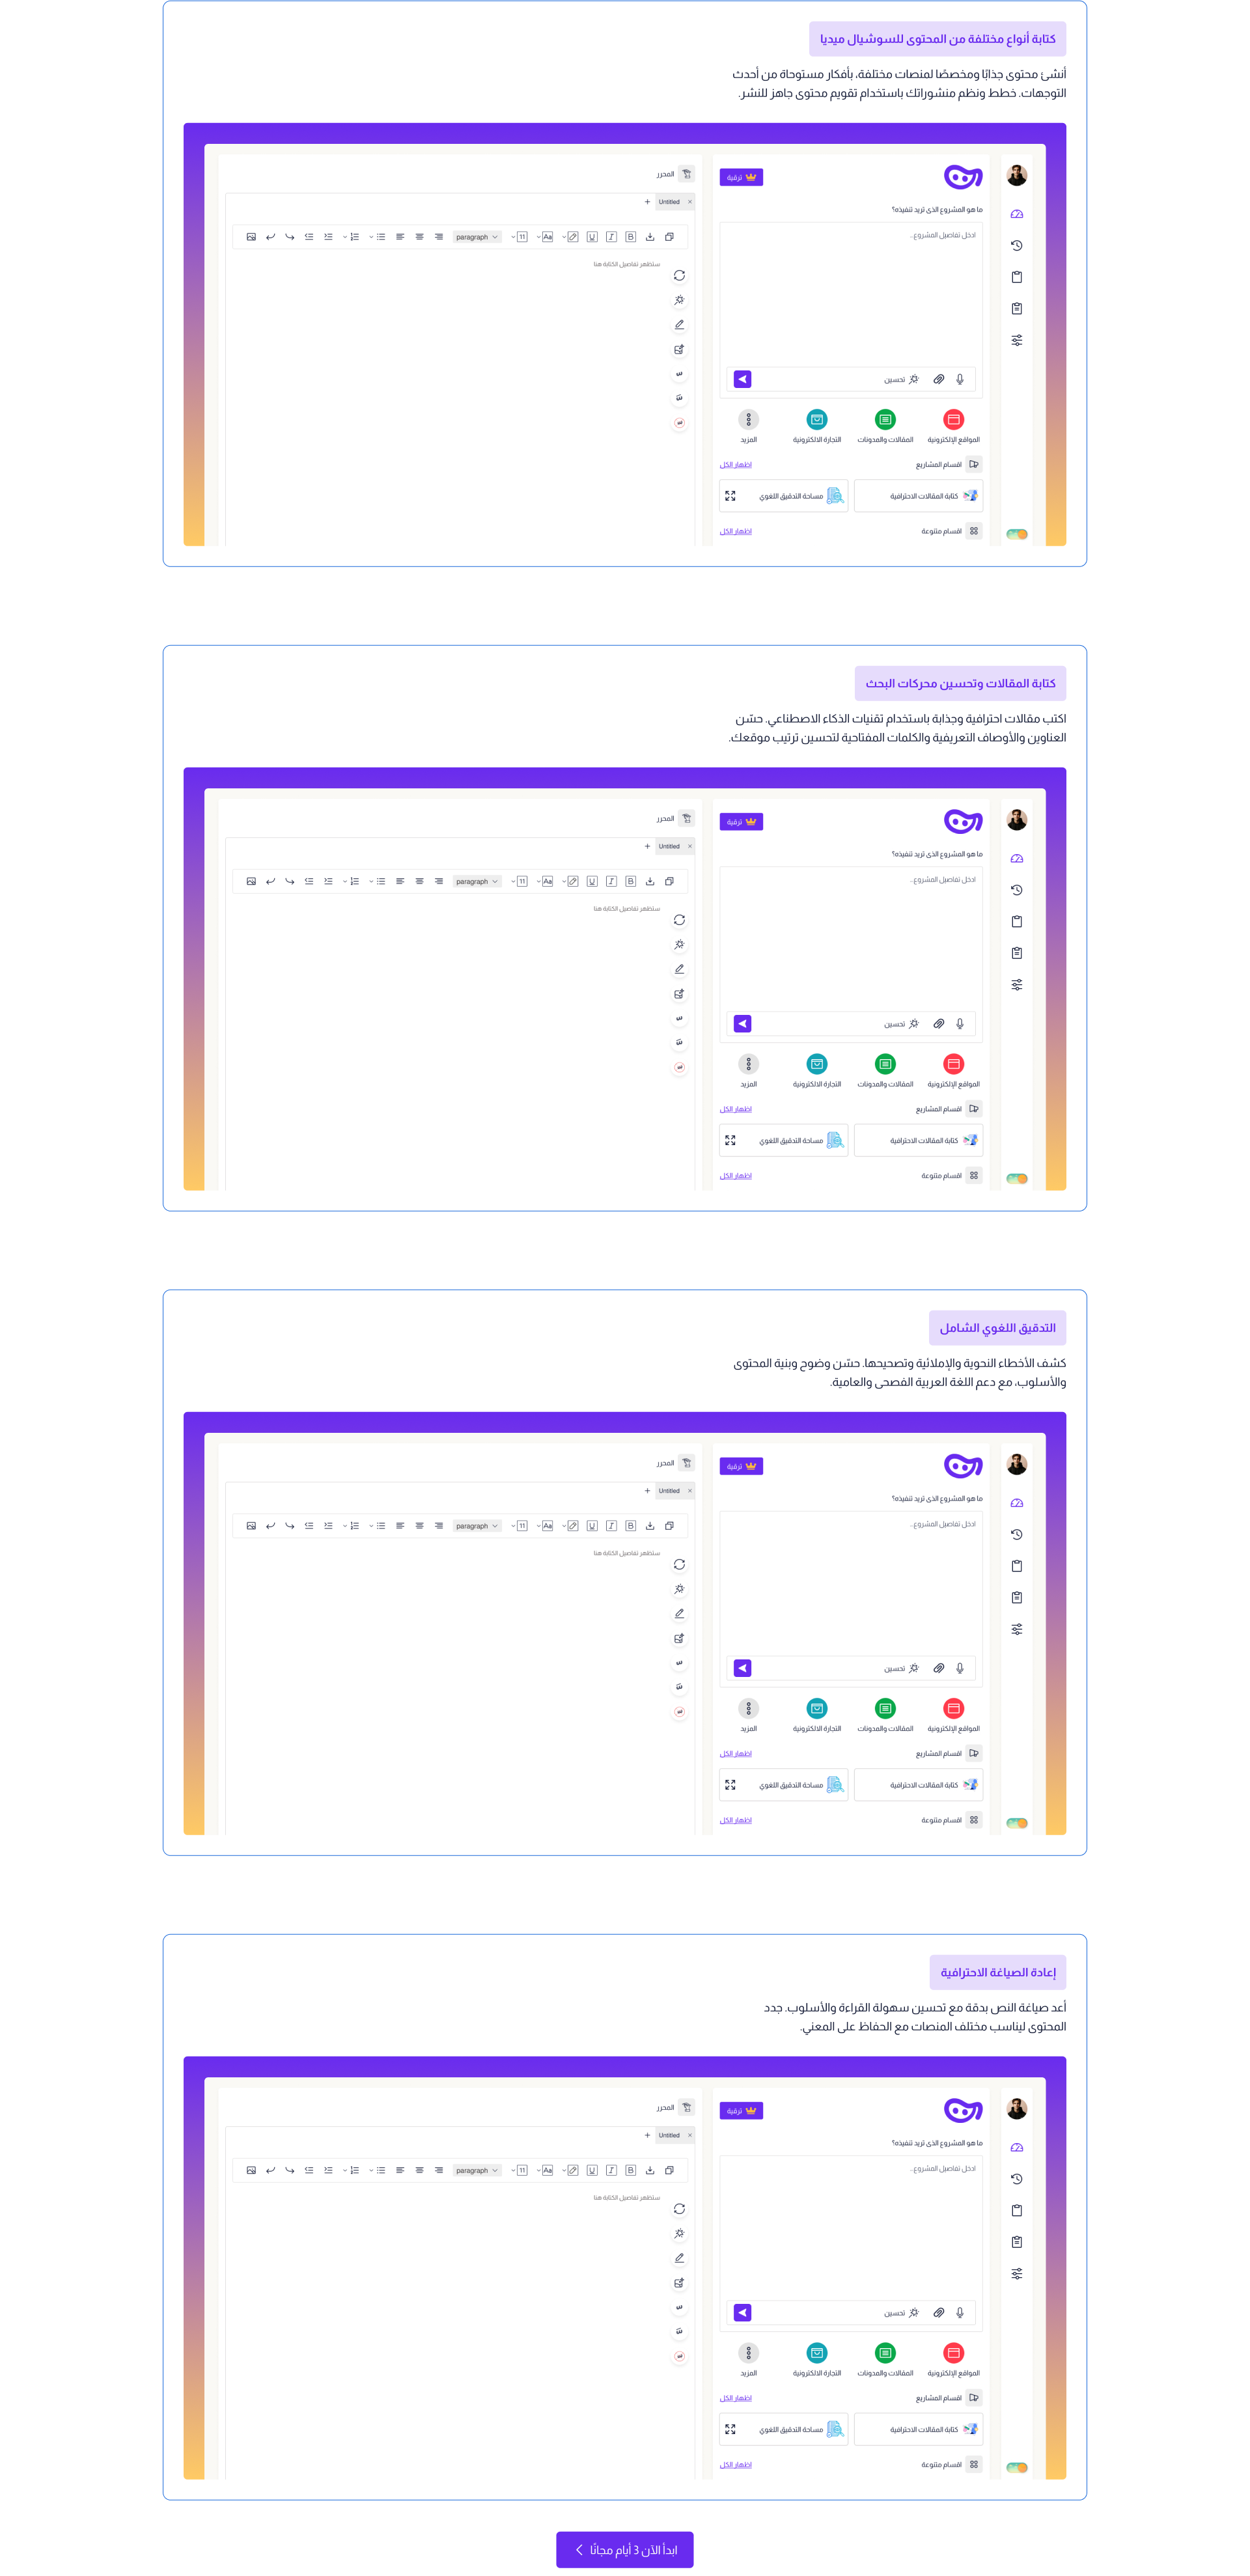 كتابة أنواع مختلفة من المحتوى للسوشيال ميديا
أنشئ محتوى جذابًا ومخصصًا لمنصات مختلفة، بأفكار مستوحاة من أحدث
التوجهات. خطط ونظم منشوراتك باستخدام تقويم محتوى جاهز للنشر.
ترقية
المحرر
ما هو المشروع الذى تريد تنفيذه؟
Untitled
ادخل تفاصيل المشروع...
paragraph
11
Aa
U
I
B
ستظهر تفاصيل الكتابة هنا
تحسين
المواقع الإلكترونية
المقالات والمدونات
التجارة الالكترونية
المزيد
اقسام المشاريع
اظهار الكل
كتابة المقالات الاحترافية
مساحة التدقيق اللغوي
اقسام متنوعة
اظهار الكل
كتابة المقالات وتحسين محركات البحث
اكتب مقالات احترافية وجذابة باستخدام تقنيات الذكاء الاصطناعي. حسّن
العناوين والأوصاف التعريفية والكلمات المفتاحية لتحسين ترتيب موقعك.
ترقية
المحرر
ما هو المشروع الذى تريد تنفيذه؟
Untitled
ادخل تفاصيل المشروع...
paragraph
11
Aa
U
I
B
ستظهر تفاصيل الكتابة هنا
تحسين
المواقع الإلكترونية
المقالات والمدونات
التجارة الالكترونية
المزيد
اقسام المشاريع
اظهار الكل
كتابة المقالات الاحترافية
مساحة التدقيق اللغوي
اقسام متنوعة
اظهار الكل
التدقيق اللغوي الشامل
كشف الأخطاء النحوية والإملائية وتصحيحها. حسّن وضوح وبنية المحتوى
والأسلوب، مع دعم اللغة العربية الفصحى والعامية.
ترقية
المحرر
ما هو المشروع الذى تريد تنفيذه؟
Untitled
ادخل تفاصيل المشروع...
paragraph
11
Aa
U
I
B
ستظهر تفاصيل الكتابة هنا
تحسين
المواقع الإلكترونية
المقالات والمدونات
التجارة الالكترونية
المزيد
اقسام المشاريع
اظهار الكل
كتابة المقالات الاحترافية
مساحة التدقيق اللغوي
اقسام متنوعة
اظهار الكل
إعادة الصياغة الاحترافية
أعد صياغة النص بدقة مع تحسين سهولة القراءة والأسلوب. جدد
المحتوى ليناسب مختلف المنصات مع الحفاظ على المعني.
ترقية
المحرر
ما هو المشروع الذى تريد تنفيذه؟
Untitled
ادخل تفاصيل المشروع...
paragraph
11
Aa
U
I
B
ستظهر تفاصيل الكتابة هنا
تحسين
المواقع الإلكترونية
المقالات والمدونات
التجارة الالكترونية
المزيد
اقسام المشاريع
اظهار الكل
كتابة المقالات الاحترافية
مساحة التدقيق اللغوي
اقسام متنوعة
اظهار الكل
ابدأ الآن 3 أيام مجانًا